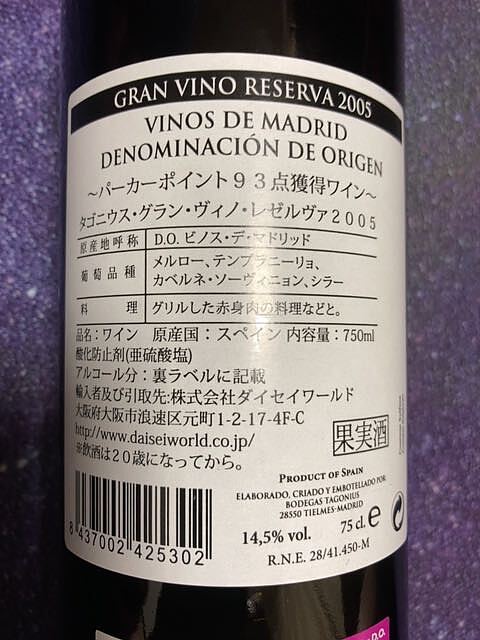 GRAN VINO RESERVA 2005
VINOS DE MADRID
DENOMINACIÓN DE ORIGEN
～パーカーポイント９３点獲得ワイン～
タゴニウス・グラン・ヴィノ・レゼルヴァ２００５
原産地呼称 D.O. ビノス・デ・マドリッド
葡萄品種 メルロー、テンプラニーリョ、
カベルネ・ソーヴィニョン、シラー
料理 グリルした赤身肉の料理などと。
品名：ワイン 原産国：スペイン 内容量：750ml
酸化防止剤(亜硫酸塩)
アルコール分：裏ラベルに記載
輸入者及び引取先:株式会社ダイセイワールド
大阪府大阪市浪速区元町1-2-17-4F-C
http://www.daiseiworld.co.jp/
※飲酒は２０歳になってから。
果実酒
PRODUCT OF SPAIN
ELABORADO, CRIADO Y EMBOTELLADO POR
BODEGAS TAGONIUS
28550 TIELMES-MADRID
14,5% vol. 75 cl. e
R.N.E. 28/41.450-M
8 437002 425302